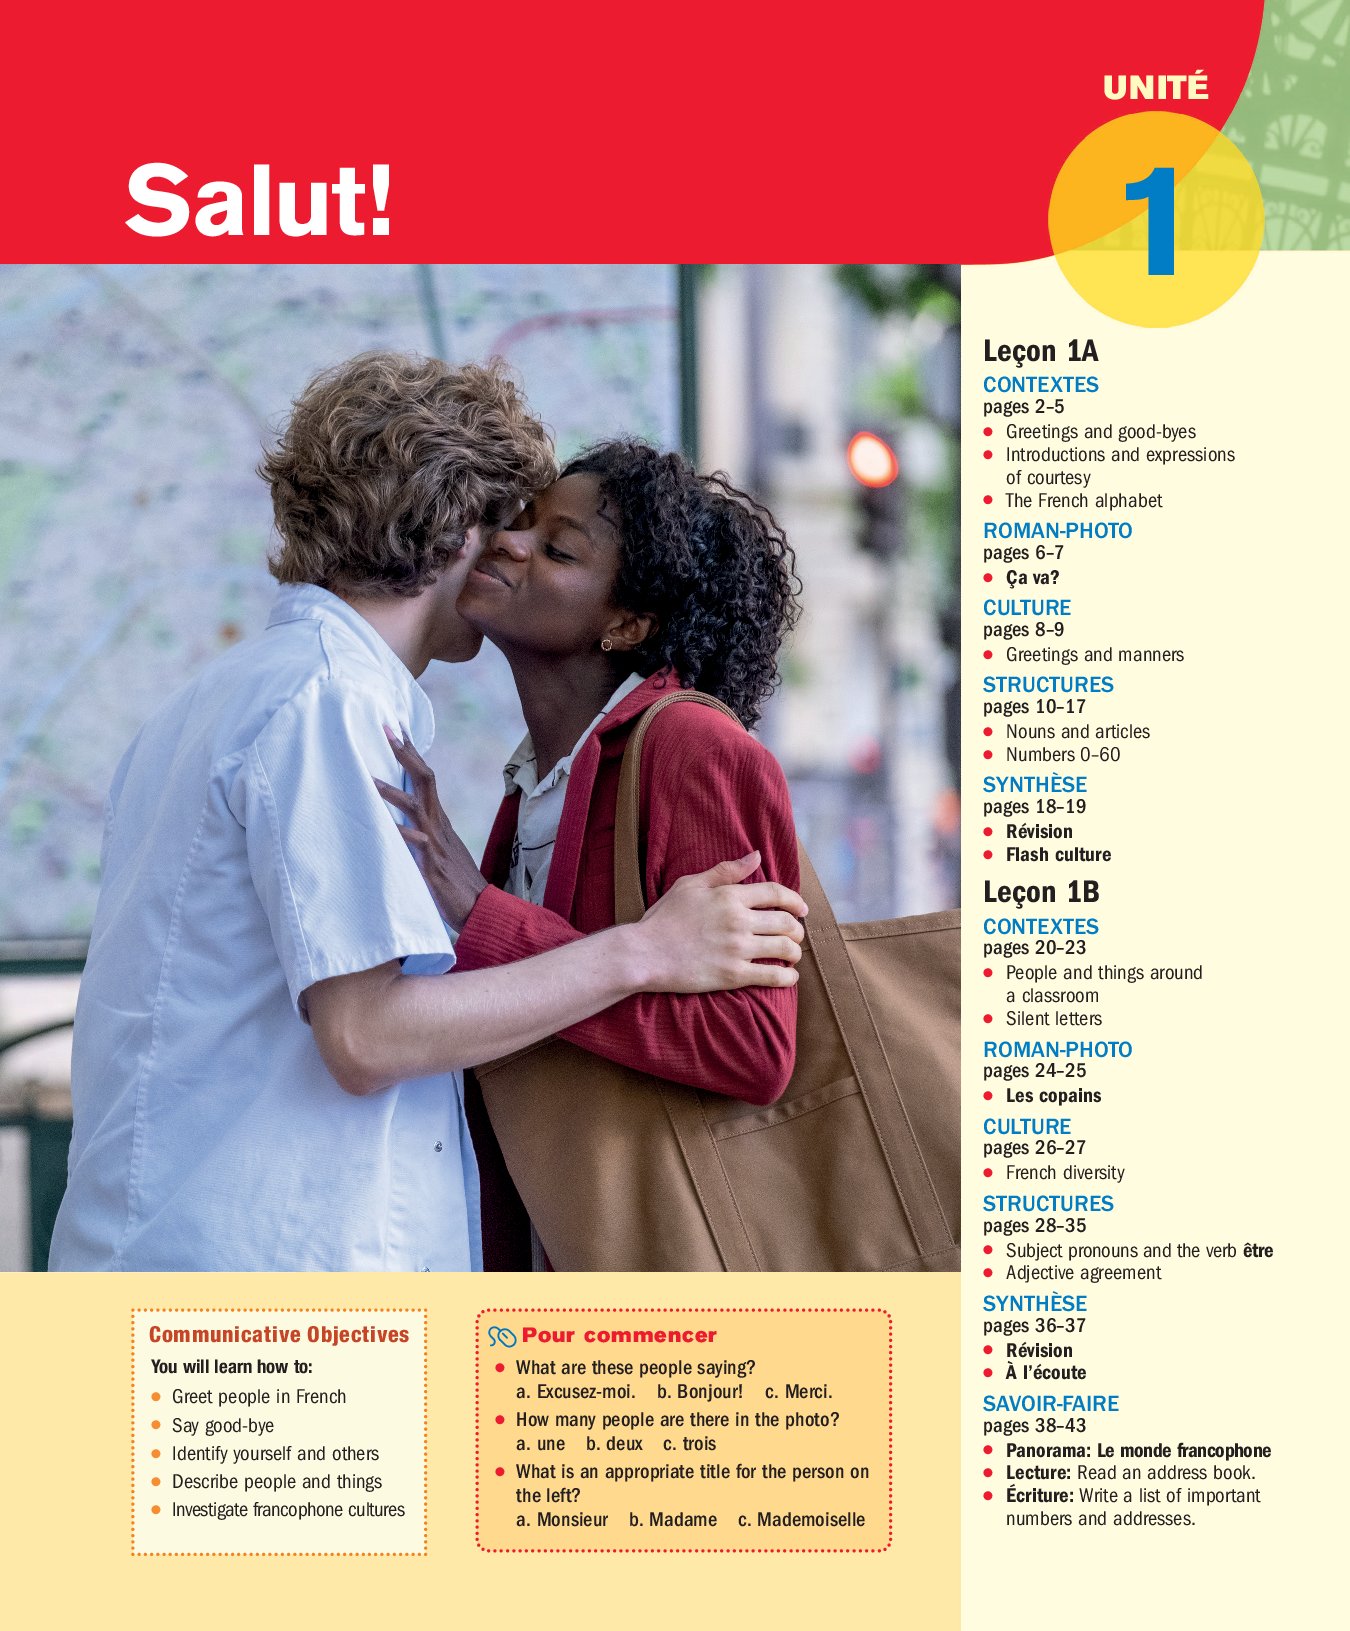 UNITÉ
1
Salut!
Leçon 1A
CONTEXTES
pages 2–5
• Greetings and good-byes
• Introductions and expressions
of courtesy
• The French alphabet
ROMAN-PHOTO
pages 6–7
• Ça va?
CULTURE
pages 8–9
• Greetings and manners
STRUCTURES
pages 10–17
• Nouns and articles
• Numbers 0–60
SYNTHÈSE
pages 18–19
• Révision
• Flash culture
Leçon 1B
CONTEXTES
pages 20–23
• People and things around
a classroom
• Silent letters
ROMAN-PHOTO
pages 24–25
• Les copains
CULTURE
pages 26–27
• French diversity
STRUCTURES
pages 28–35
• Subject pronouns and the verb être
• Adjective agreement
SYNTHÈSE
pages 36–37
• Révision
• À l'écoute
SAVOIR-FAIRE
pages 38–43
• Panorama: Le monde francophone
• Lecture: Read an address book.
• Écriture: Write a list of important
numbers and addresses.
Communicative Objectives
You will learn how to:
• Greet people in French
• Say good-bye
• Identify yourself and others
• Describe people and things
• Investigate francophone cultures
Pour commencer
• What are these people saying?
a. Excusez-moi. b. Bonjour! c. Merci.
• How many people are there in the photo?
a. une b. deux c. trois
• What is an appropriate title for the person on
the left?
a. Monsieur b. Madame c. Mademoiselle